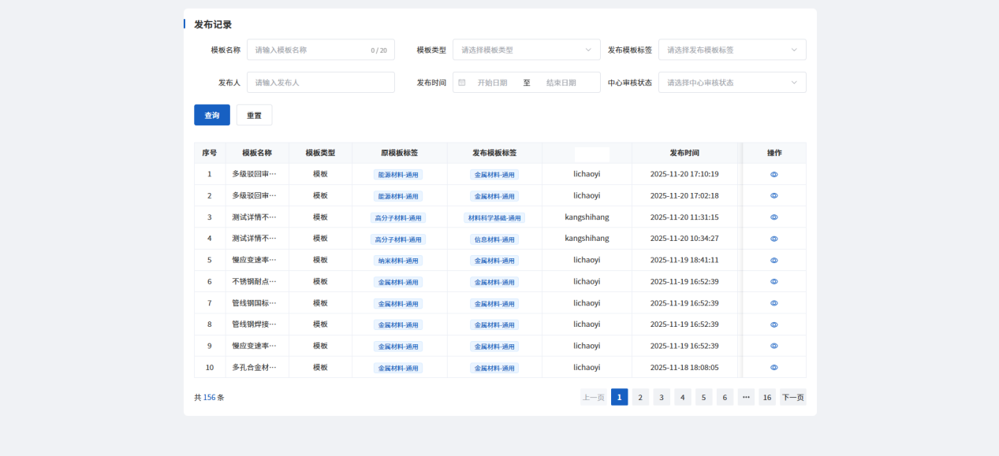 发布记录
模板名称 请输入模板名称 0 / 20 模板类型 请选择模板类型 发布模板标签 请选择发布模板标签
发布人 请输入发布人 发布时间 开始日期 至 结束日期 中心审核状态 请选择中心审核状态
查询 重置
序号 模板名称 模板类型 原模板标签 发布模板标签 发布时间 操作
1 多级驳回审… 模板 能源材料-通用 金属材料-通用 lichaoyi 2025-11-20 17:10:19
2 多级驳回审… 模板 能源材料-通用 金属材料-通用 lichaoyi 2025-11-20 17:02:18
3 测试详情不… 模板 高分子材料-通用 材料科学基础-通用 kangshihang 2025-11-20 11:31:15
4 测试详情不… 模板 高分子材料-通用 信息材料-通用 kangshihang 2025-11-20 10:34:27
5 慢应变速率… 模板 纳米材料-通用 金属材料-通用 lichaoyi 2025-11-19 18:41:11
6 不锈钢耐点… 模板 金属材料-通用 金属材料-通用 lichaoyi 2025-11-19 16:52:39
7 管线钢国标… 模板 金属材料-通用 金属材料-通用 lichaoyi 2025-11-19 16:52:39
8 管线钢焊接… 模板 金属材料-通用 金属材料-通用 lichaoyi 2025-11-19 16:52:39
9 慢应变速率… 模板 金属材料-通用 金属材料-通用 lichaoyi 2025-11-19 16:52:39
10 多孔合金材… 模板 金属材料-通用 金属材料-通用 lichaoyi 2025-11-18 18:08:05
共 156 条 上一页 1 2 3 4 5 6 … 16 下一页